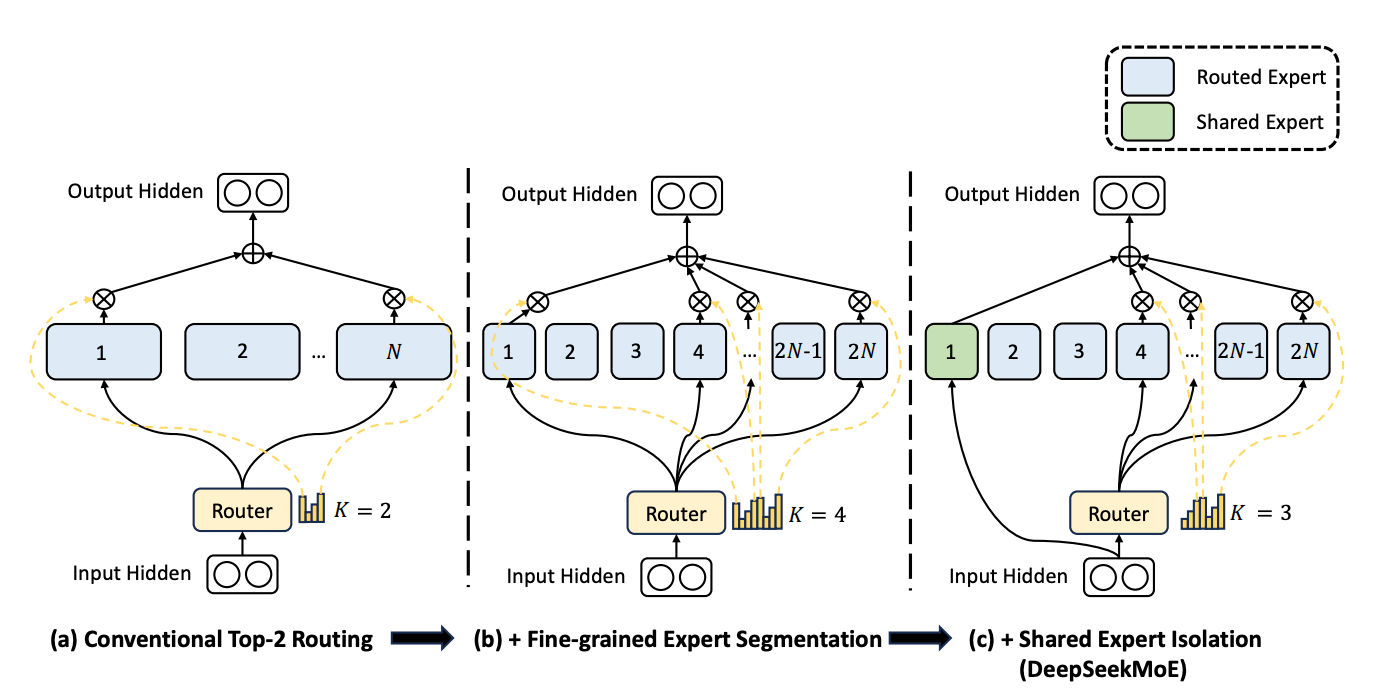 Routed Expert
Shared Expert
Output Hidden
1
2
...
N
Router
K = 2
Input Hidden
(a) Conventional Top-2 Routing
Output Hidden
1
2
3
4
...
2N-1
2N
Router
K = 4
Input Hidden
(b) + Fine-grained Expert Segmentation
Output Hidden
1
2
3
4
...
2N-1
2N
Router
K = 3
Input Hidden
(c) + Shared Expert Isolation
(DeepSeekMoE)